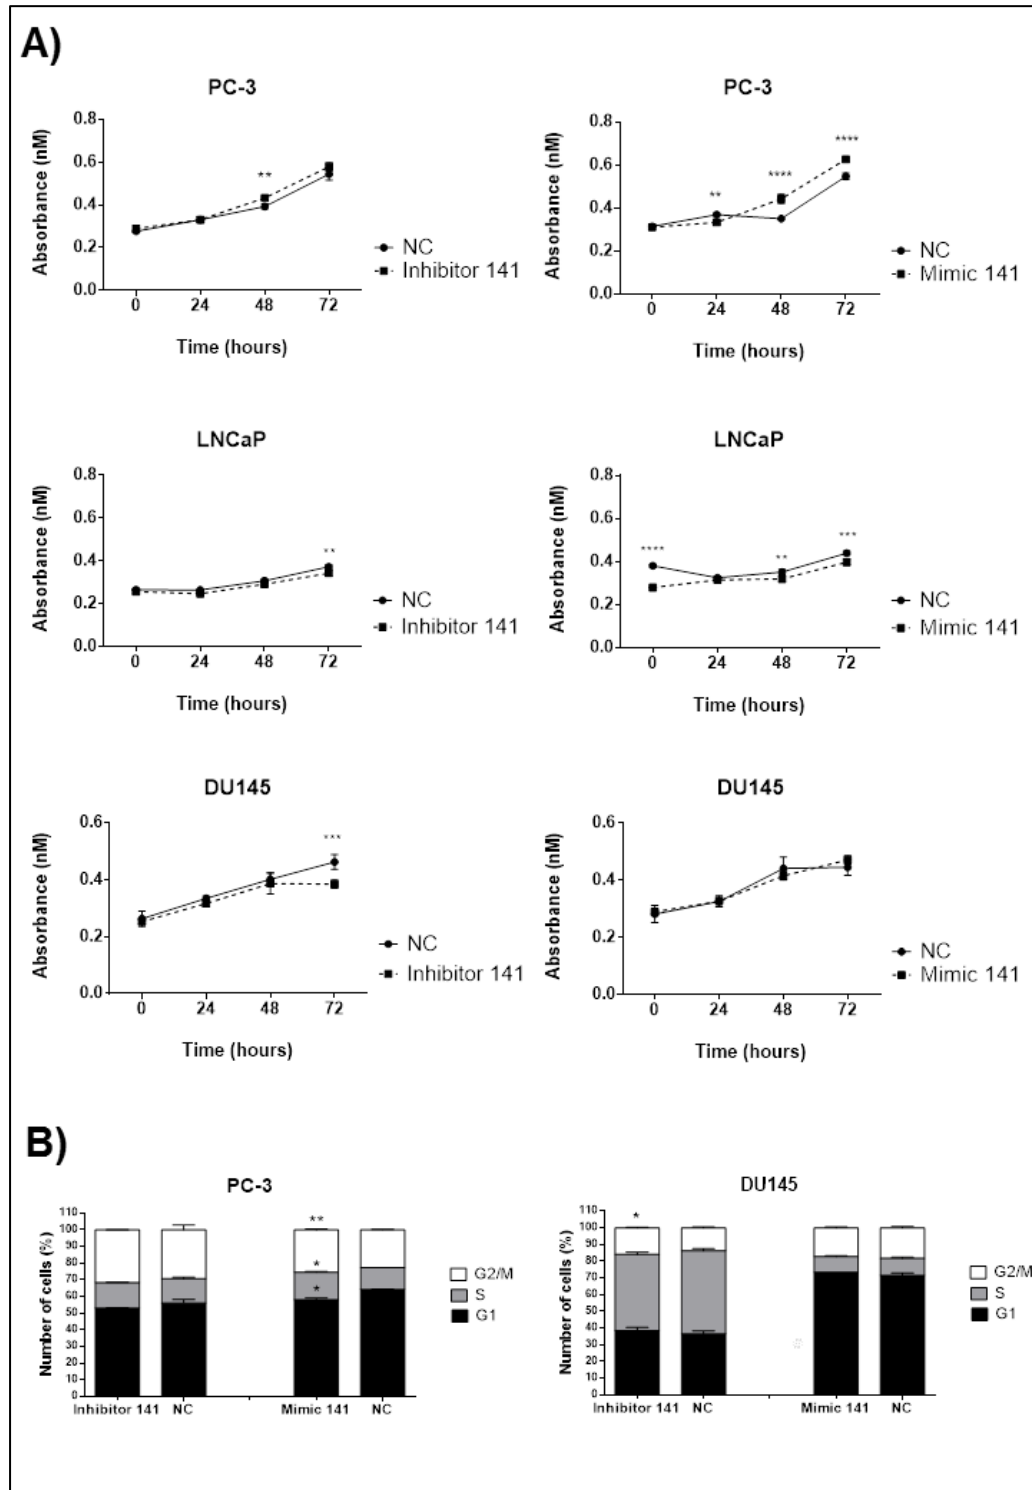 A)
PC-3
Absorbance (nM)
0.8
0.6
0.4
0.2
0.0
**
NC
Inhibitor 141
0 24 48 72
Time (hours)
PC-3
Absorbance (nM)
0.8
0.6
0.4
0.2
0.0
** **** ****
NC
Mimic 141
0 24 48 72
Time (hours)
LNCaP
Absorbance (nM)
0.8
0.6
0.4
0.2
0.0
**
NC
Inhibitor 141
0 24 48 72
Time (hours)
LNCaP
Absorbance (nM)
0.8
0.6
0.4
0.2
0.0
**** ** ***
NC
Mimic 141
0 24 48 72
Time (hours)
DU145
Absorbance (nM)
0.6
0.4
0.2
0.0
***
NC
Inhibitor 141
0 24 48 72
Time (hours)
DU145
Absorbance (nM)
0.6
0.4
0.2
0.0
NC
Mimic 141
0 24 48 72
Time (hours)
B)
PC-3
Number of cells (%)
110
100
90
80
70
60
50
40
30
20
10
0
**
*
*
G2/M
S
G1
Inhibitor 141 NC Mimic 141 NC
DU145
Number of cells (%)
110
100
90
80
70
60
50
40
30
20
10
0
*
#
G2/M
S
G1
Inhibitor 141 NC Mimic 141 NC